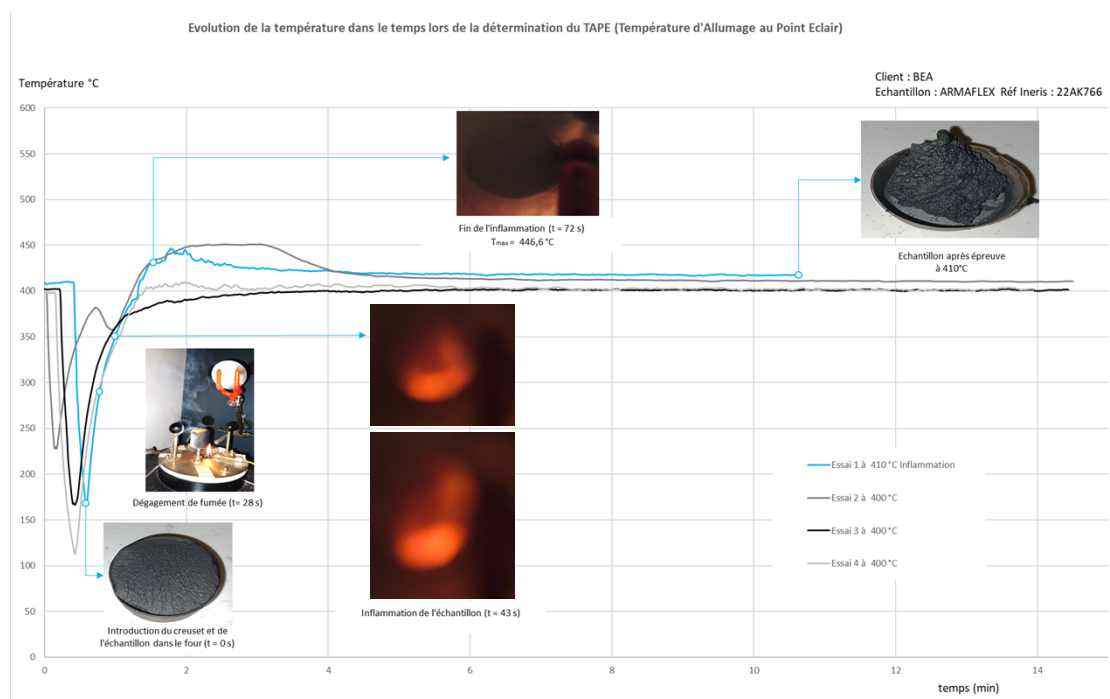 Evolution de la température dans le temps lors de la détermination du TAPE (Température d'Allumage au Point Eclair)
Température °C
Client : BEA
Echantillon : ARMAFLEX Réf Ineris : 22AK766
600
550
500
450
400
350
300
250
200
150
100
50
0
Fin de l'inflammation (t = 72 s)
Tmax = 446,6 °C
Echantillon après épreuve
à 410°C
Dégagement de fumée (t= 28 s)
Introduction du creuset et de
l'échantillon dans le four (t = 0 s)
Inflammation de l'échantillon (t = 43 s)
Essai 1 à 410 °C Inflammation
Essai 2 à 400 °C
Essai 3 à 400 °C
Essai 4 à 400 °C
0 2 4 6 8 10 12 14
temps (min)